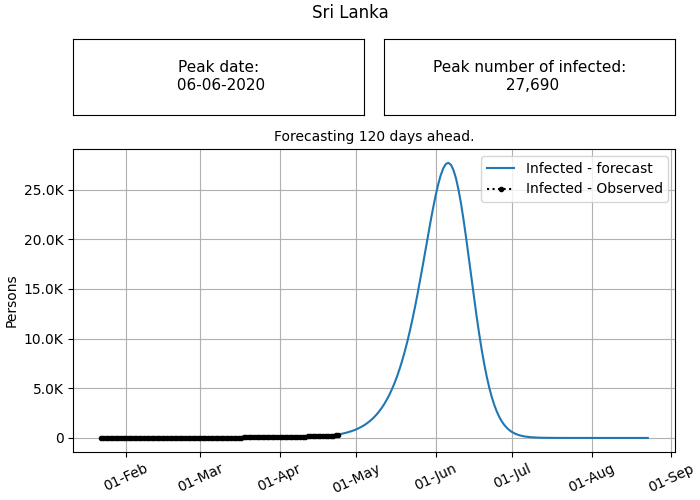 Sri Lanka
Peak date:
06-06-2020
Peak number of infected:
27,690
Forecasting 120 days ahead.
Infected - forecast
Infected - Observed
Persons
25.0K
20.0K
15.0K
10.0K
5.0K
0
01-Feb
01-Mar
01-Apr
01-May
01-Jun
01-Jul
01-Aug
01-Sep